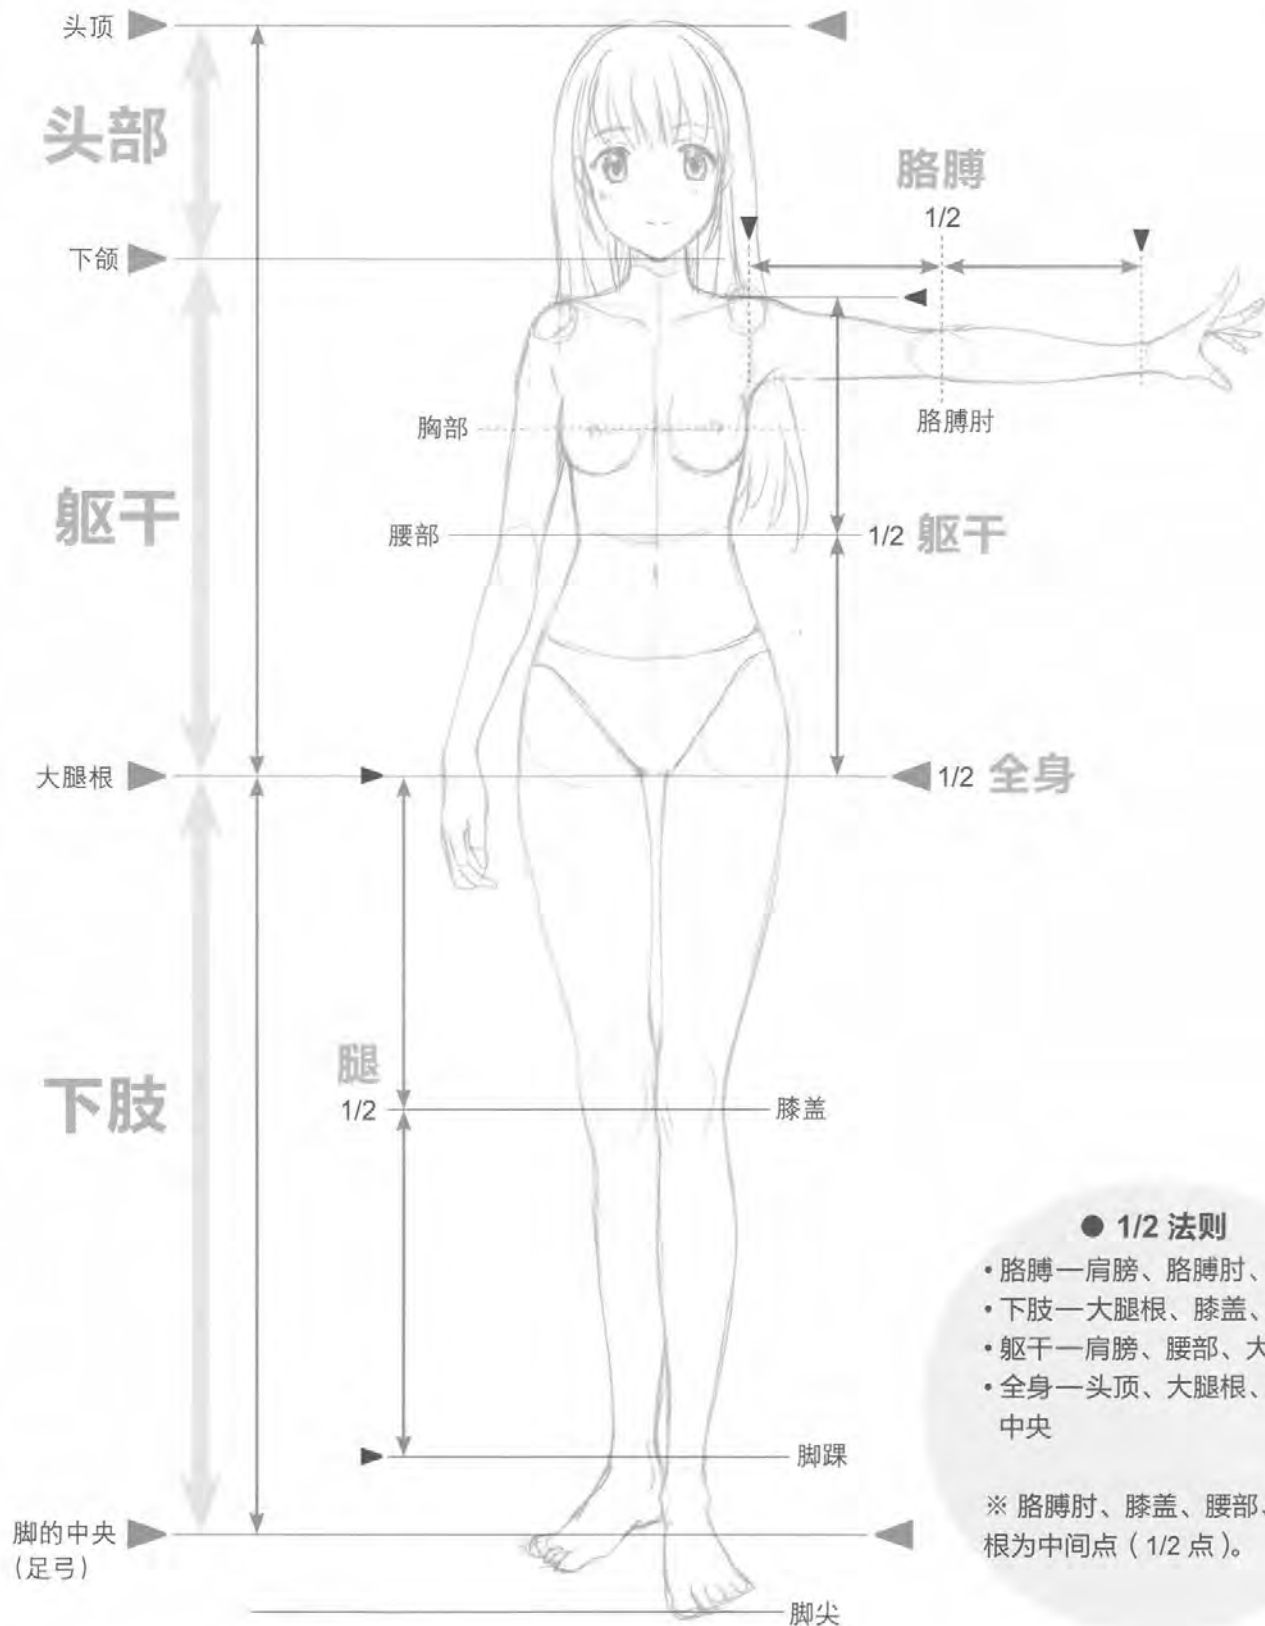 头顶
头部
胳膊
1/2
下颌
胸部
胳膊肘
躯干
腰部
1/2 躯干
大腿根
1/2 全身
腿
1/2
膝盖
下肢
● 1/2 法则
・胳膊一肩膀、胳膊肘、
・下肢一大腿根、膝盖、
・躯干一肩膀、腰部、大
・全身一头顶、大腿根、
中央
脚踝
※ 胳膊肘、膝盖、腰部、
根为中间点（1/2 点）。
脚的中央
（足弓）
脚尖